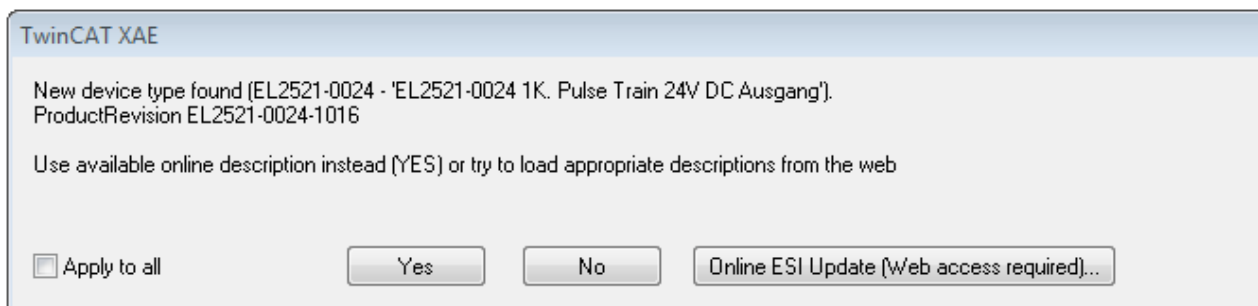 TwinCAT XAE
New device type found (EL2521-0024 - 'EL2521-0024 1K. Pulse Train 24V DC Ausgang').
ProductRevision EL2521-0024-1016
Use available online description instead (YES) or try to load appropriate descriptions from the web
Apply to all
Yes
No
Online ESI Update (Web access required)...